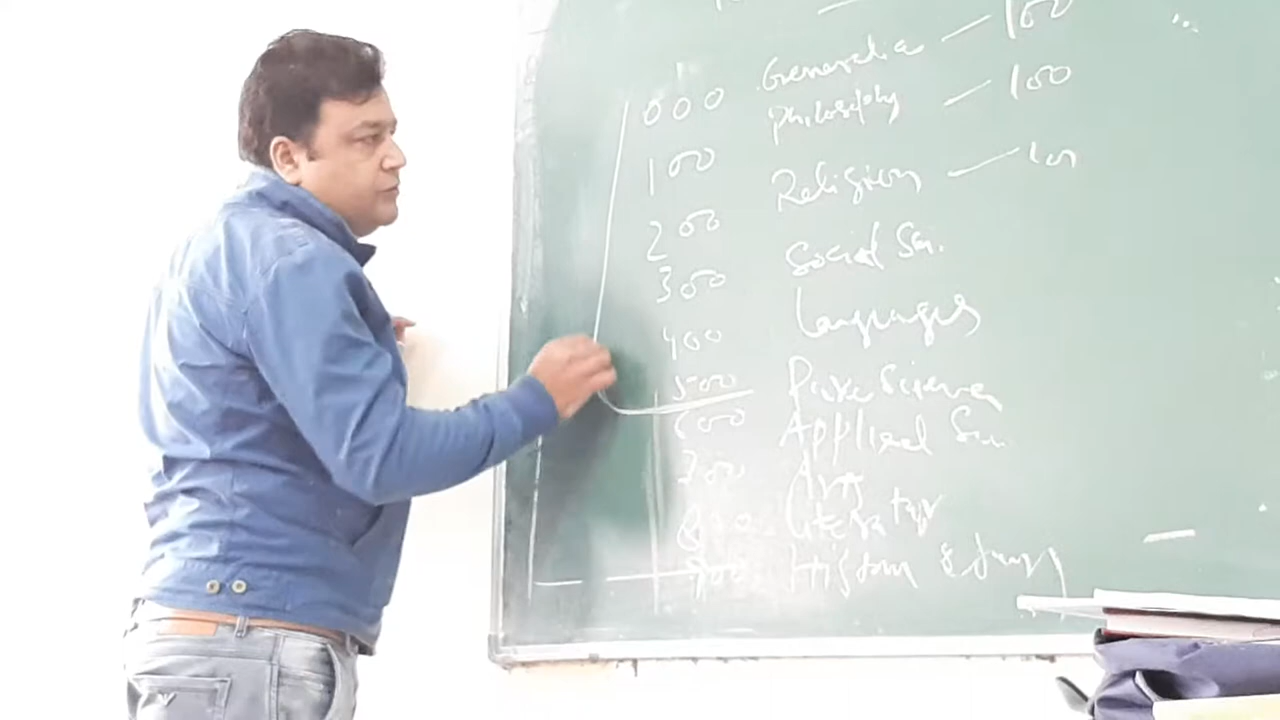 000 Generalia — 100
100 Philosophy — 100
200 Religion — 100
300 Social Sci.
400 Languages
500 Pure Science
600 Applied Sci.
700 Arts
800 Literature
900 History &